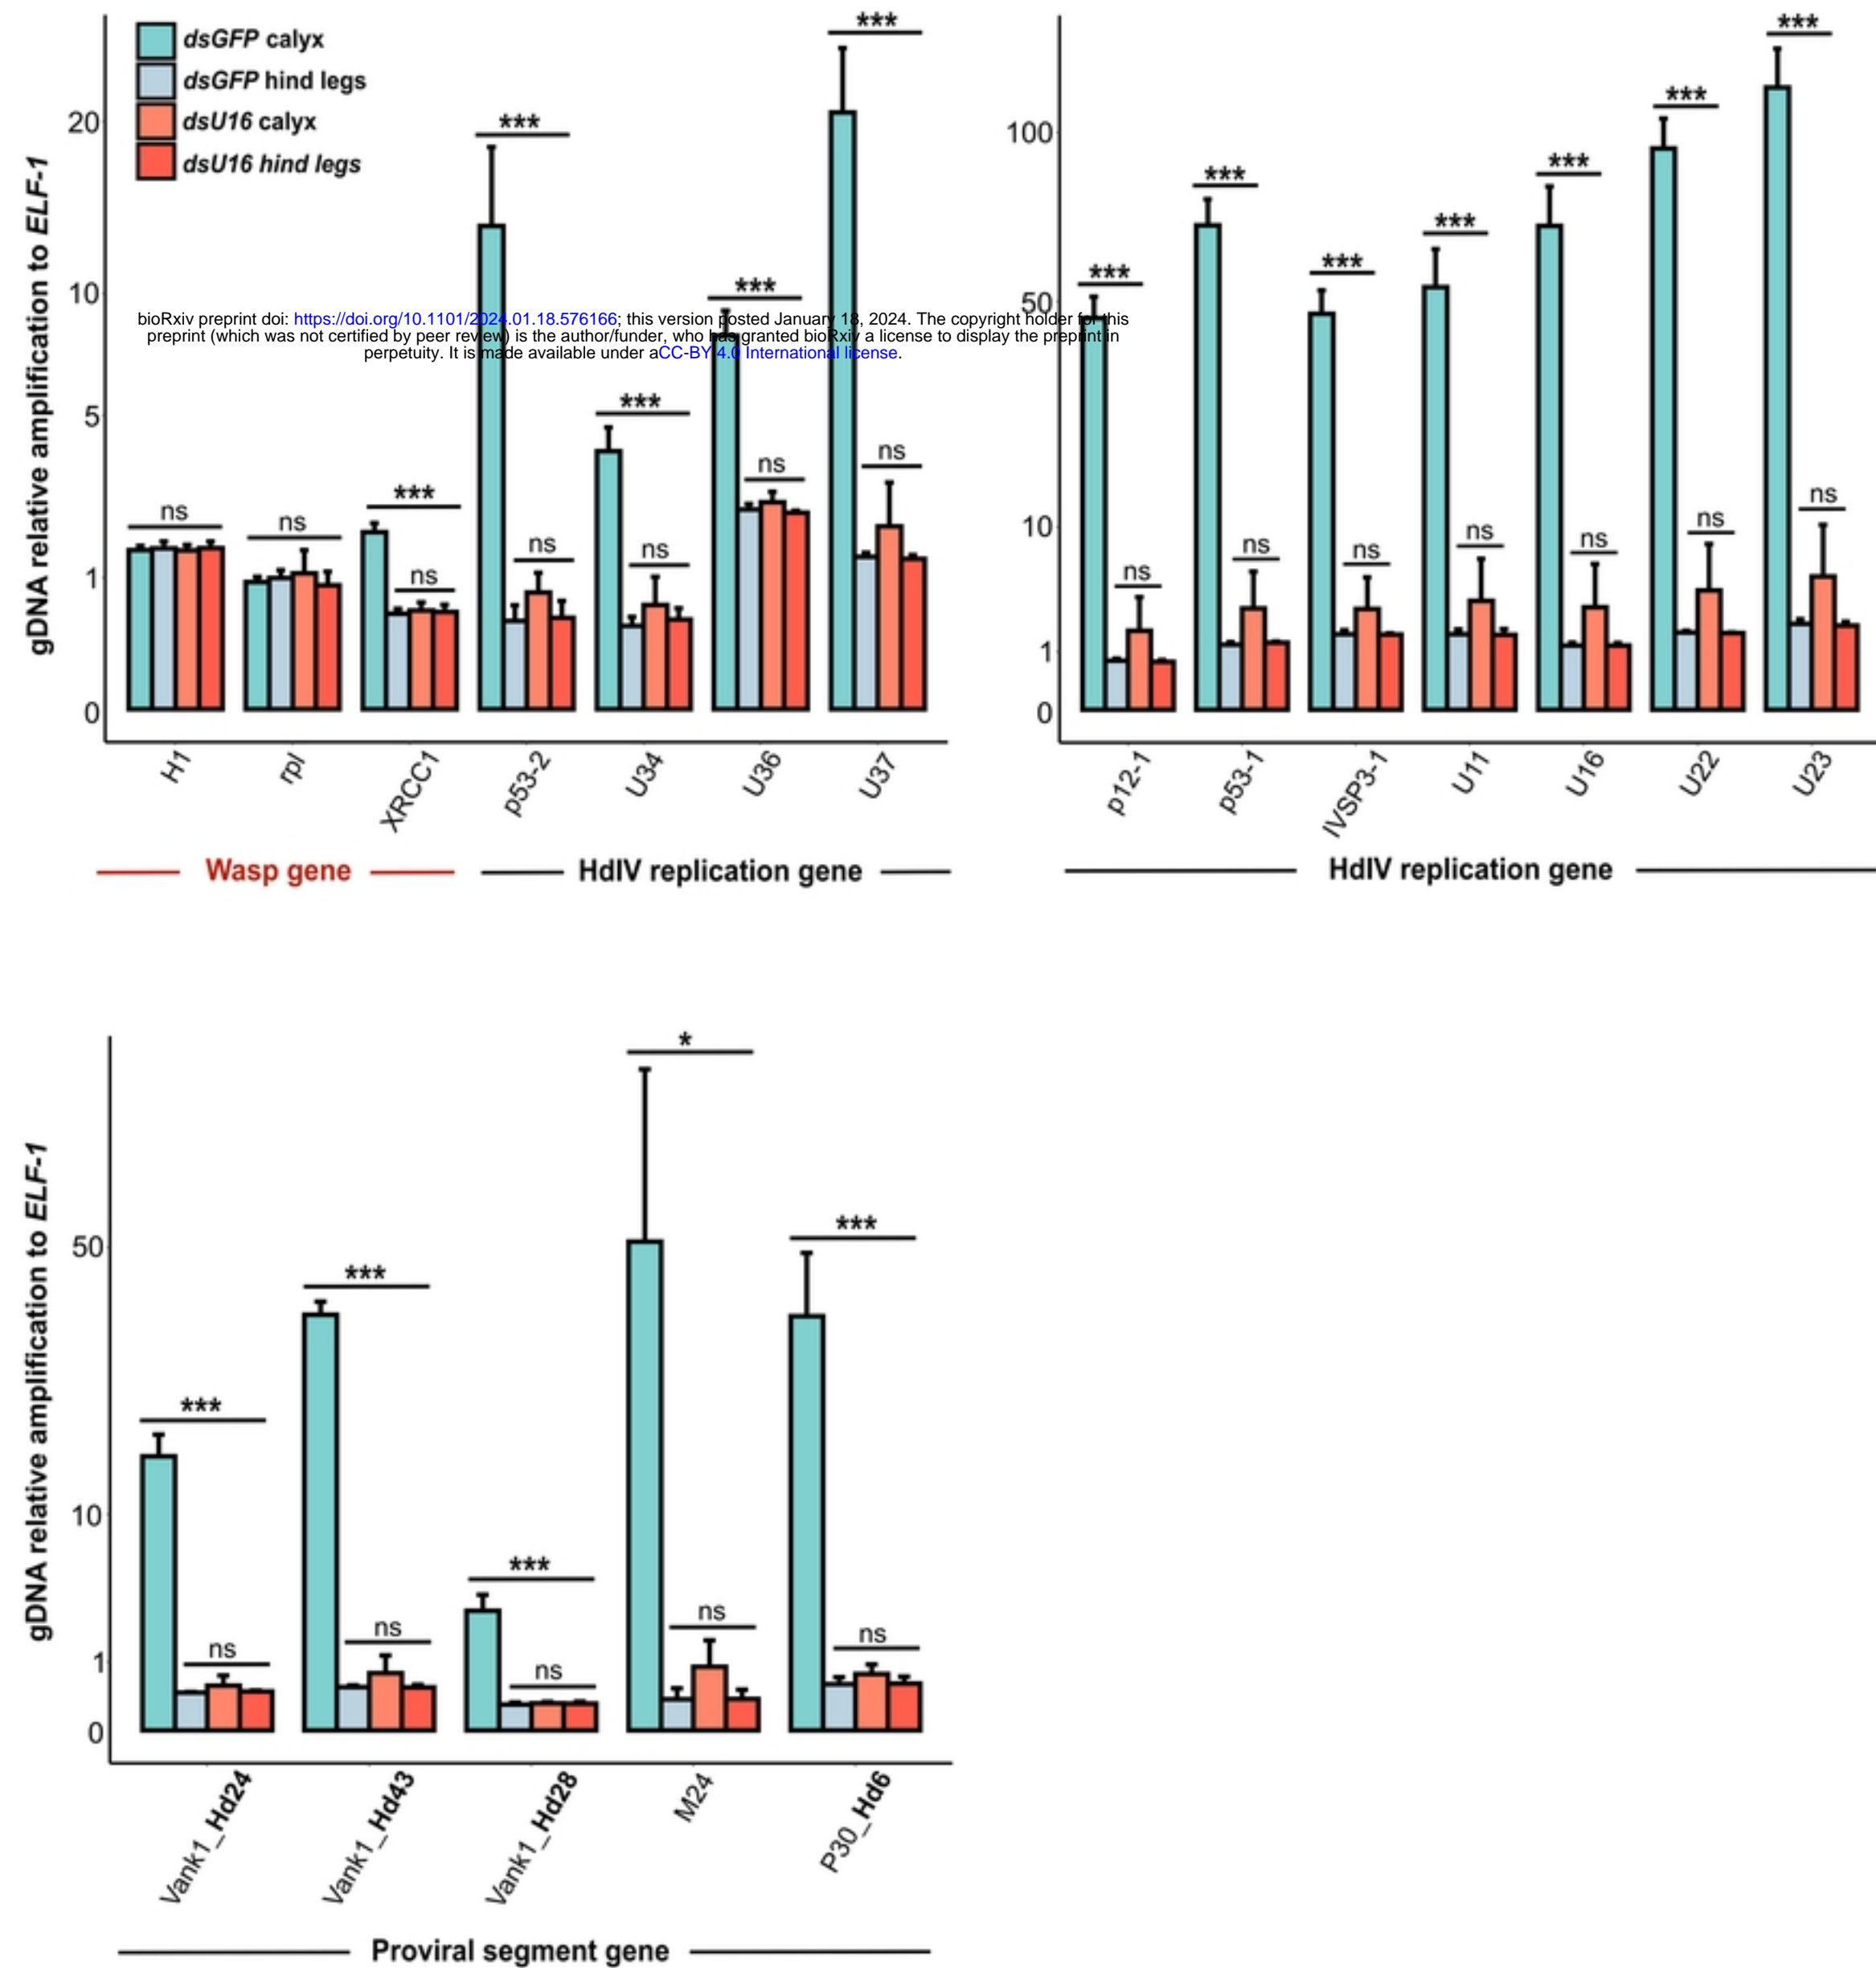 dsGFP calyx
dsGFP hind legs
dsU16 calyx
dsU16 hind legs
gDNA relative amplification to ELF-1
20
10
5
1
0
ns
ns
***
ns
***
ns
***
ns
***
ns
***
ns
H1
rpl
XRCC1
p53-2
U34
U36
U37
Wasp gene
HdIV replication gene
100
50
10
1
0
***
ns
***
ns
***
ns
***
ns
***
ns
***
ns
***
ns
p12-1
p53-1
IVSP3-1
U11
U16
U22
U23
HdIV replication gene
bioRxiv preprint doi: https://doi.org/10.1101/2024.01.18.576166; this version posted January 18, 2024. The copyright holder for this
preprint (which was not certified by peer review) is the author/funder, who has granted bioRxiv a license to display the preprint in
perpetuity. It is made available under aCC-BY 4.0 International license.
gDNA relative amplification to ELF-1
50
10
1
0
***
ns
***
ns
***
ns
*
ns
***
ns
Vank1_Hd24
Vank1_Hd43
Vank1_Hd28
M24
P30_Hd6
Proviral segment gene